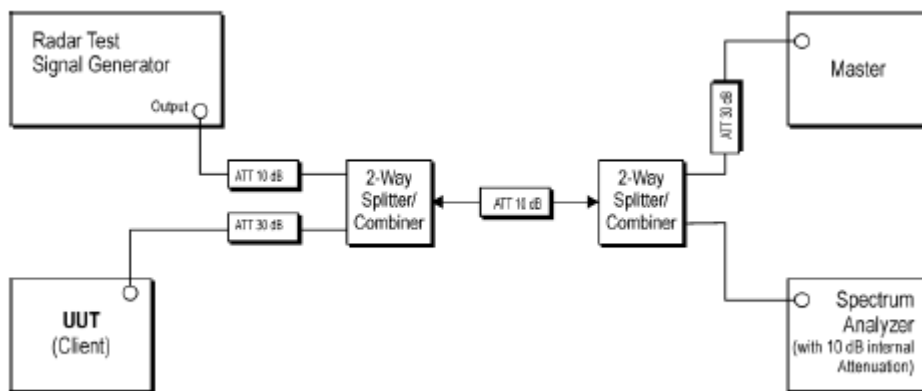 Radar Test
Signal Generator
Output
Master
ATT 30 dB
ATT 10 dB
2-Way
Splitter/
Combiner
ATT 10 dB
2-Way
Splitter/
Combiner
ATT 30 dB
UUT
(Client)
Spectrum
Analyzer
(with 10 dB internal
Attenuation)